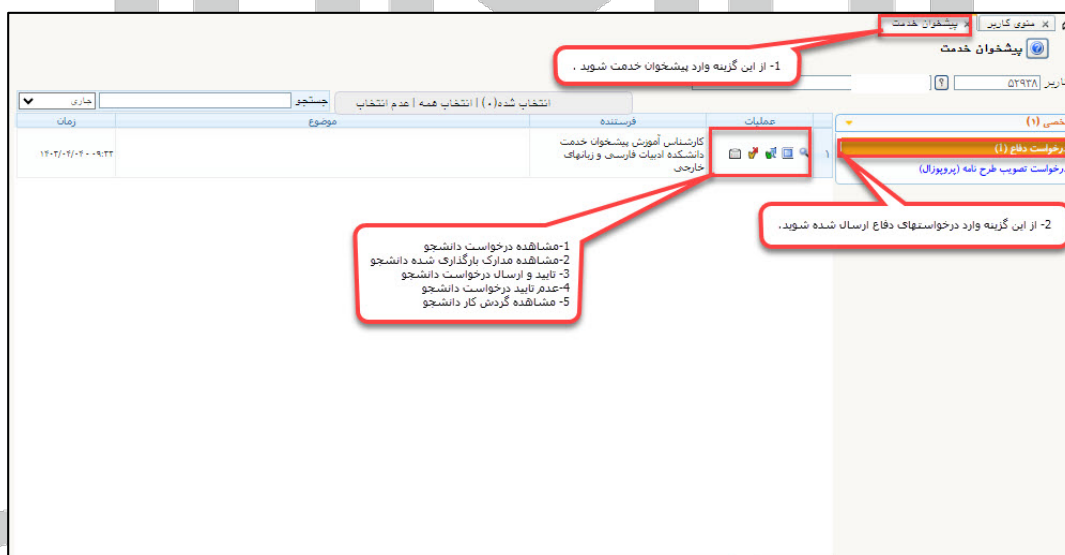 منوی کاربر
پیشخوان خدمت
پیشخوان خدمت
1- از این گزینه وارد پیشخوان خدمت شوید .
۵۲۹۳۸
؟
انتخاب شده(۰) | انتخاب همه | عدم انتخاب
جستجو
جاری
عملیات
فرستنده
موضوع
زمان
۱
کارشناس آموزش پیشخوان خدمت
دانشکده ادبیات فارسی و زبانهای
خارجی
۱۴۰۳/۰۴/۰۴ - ۰۹:۳۳
(۱)
درخواست دفاع (۱)
درخواست تصویب طرح نامه (پروپوزال)
2- از این گزینه وارد درخواستهای دفاع ارسال شده شوید.
1-مشاهده درخواست دانشجو
2-مشاهده مدارک بارگذاری شده دانشجو
3- تایید و ارسال درخواست دانشجو
4-عدم تایید درخواست دانشجو
5- مشاهده گردش کار دانشجو